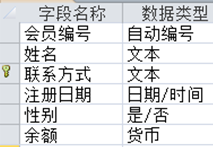 字段名称 数据类型
会员编号 自动编号
姓名 文本
联系方式 文本
注册日期 日期/时间
性别 是/否
余额 货币